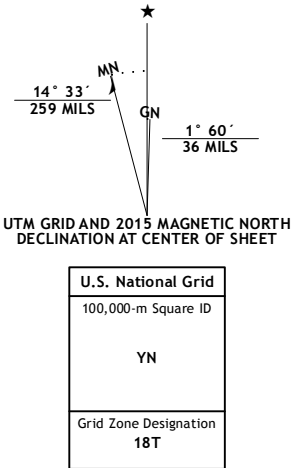 ★
MN
GN
14° 33´
259 MILS
1° 60´
36 MILS
UTM GRID AND 2015 MAGNETIC NORTH
DECLINATION AT CENTER OF SHEET
U.S. National Grid
100,000-m Square ID
YN
Grid Zone Designation
18T